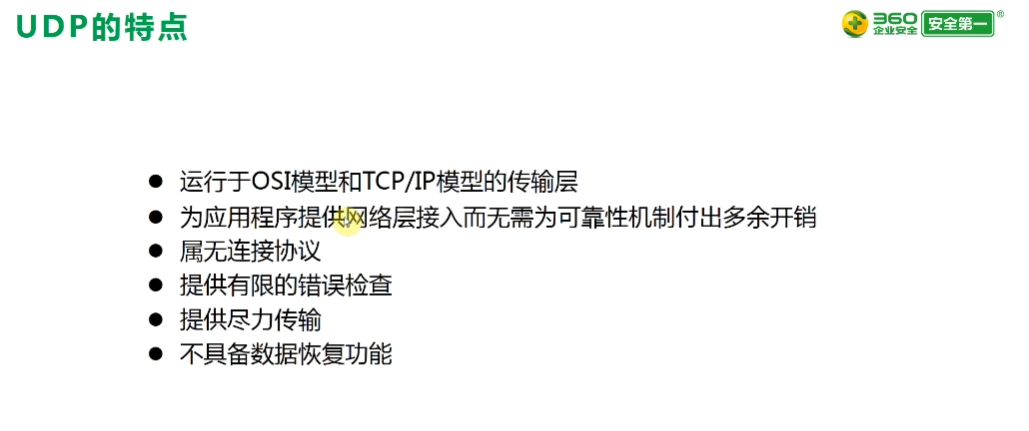 UDP的特点
360
企业安全
安全第一
®
● 运行于OSI模型和TCP/IP模型的传输层
● 为应用程序提供网络层接入而无需为可靠性机制付出多余开销
● 属无连接协议
● 提供有限的错误检查
● 提供尽力传输
● 不具备数据恢复功能